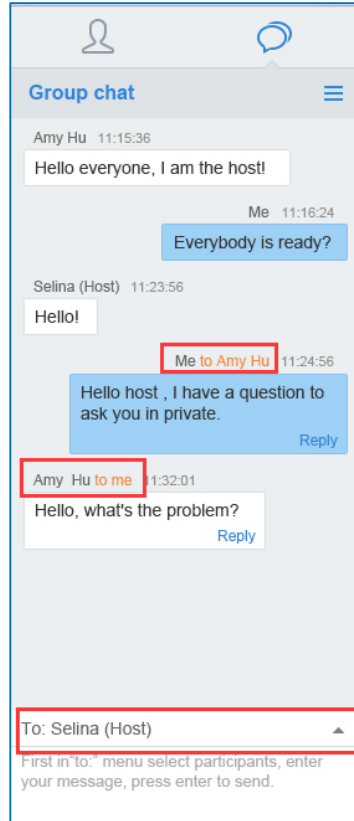 Group chat
Amy Hu 11:15:36
Hello everyone, I am the host!
Me 11:16:24
Everybody is ready?
Selina (Host) 11:23:56
Hello!
Me to Amy Hu 11:24:56
Hello host , I have a question to
ask you in private.
Reply
Amy Hu to me 11:32:01
Hello, what's the problem?
Reply
To: Selina (Host)
First in"to:" menu select participants, enter
your message, press enter to send.